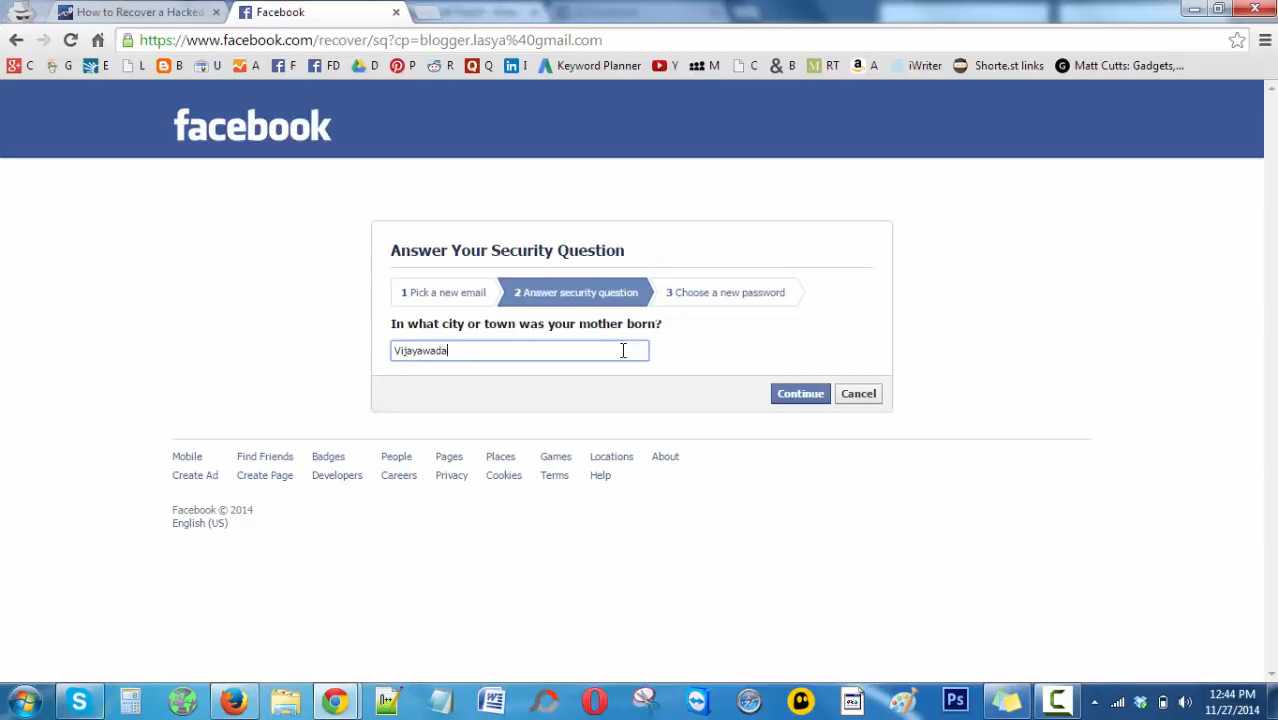 How to Recover a Hacked
Facebook
https://www.facebook.com/recover/sq?cp=blogger.lasya%40gmail.com
C G E L B U A F FD D P R Q I Keyword Planner Y M C B RT A iWriter Shorte.st links Matt Cutts: Gadgets,...
facebook
Answer Your Security Question
1 Pick a new email 2 Answer security question 3 Choose a new password
In what city or town was your mother born?
Vijayawada
Continue Cancel
Mobile Find Friends Badges People Pages Places Games Locations About
Create Ad Create Page Developers Careers Privacy Cookies Terms Help
Facebook © 2014
English (US)
12:44 PM
11/27/2014